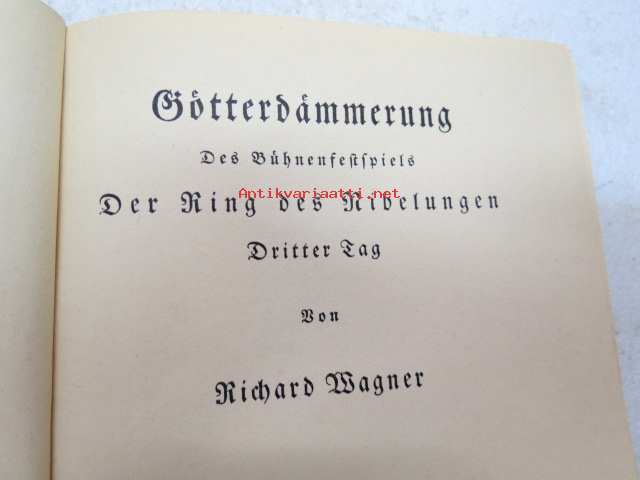 Götterdämmerung
Des Bühnenfestspiels
Antikvariaatti.net
Der Ring des Nibelungen
Dritter Tag
Von
Richard Wagner